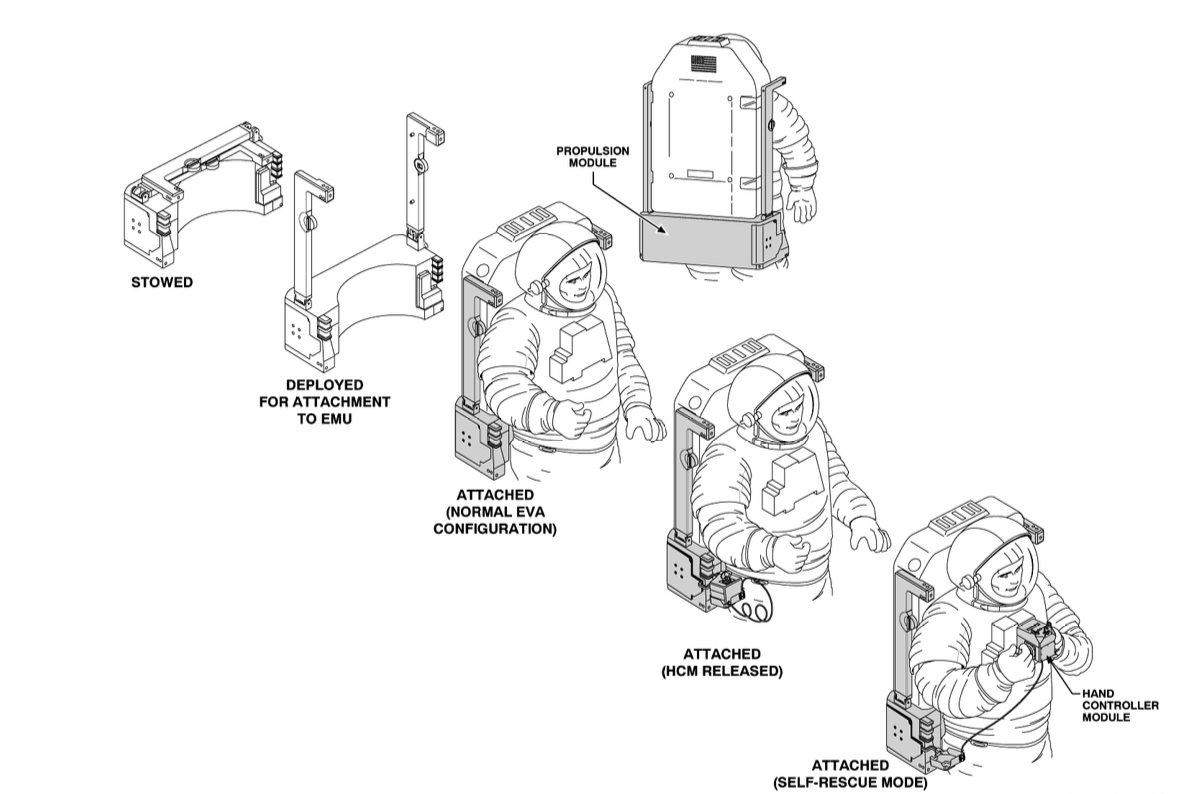 PROPULSION
MODULE
STOWED
DEPLOYED
FOR ATTACHMENT
TO EMU
ATTACHED
(NORMAL EVA
CONFIGURATION)
ATTACHED
(HCM RELEASED)
HAND
CONTROLLER
MODULE
ATTACHED
(SELF-RESCUE MODE)